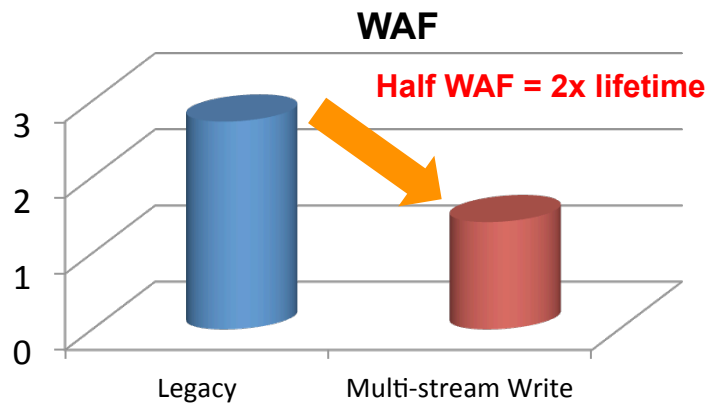 WAF
Half WAF = 2x lifetime
3
2
1
0
Legacy
Multi-stream Write